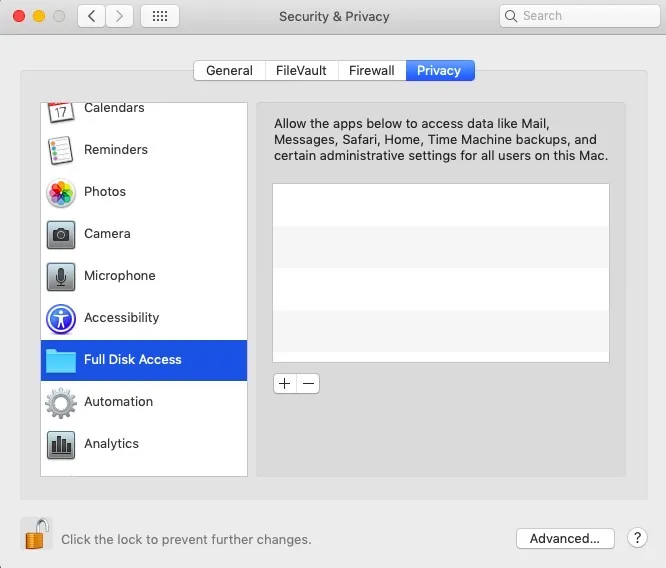 Security & Privacy
Search
General
FileVault
Firewall
Privacy
Calendars
Reminders
Photos
Camera
Microphone
Accessibility
Full Disk Access
Automation
Analytics
Allow the apps below to access data like Mail,
Messages, Safari, Home, Time Machine backups, and
certain administrative settings for all users on this Mac.
17
Click the lock to prevent further changes.
Advanced...
?